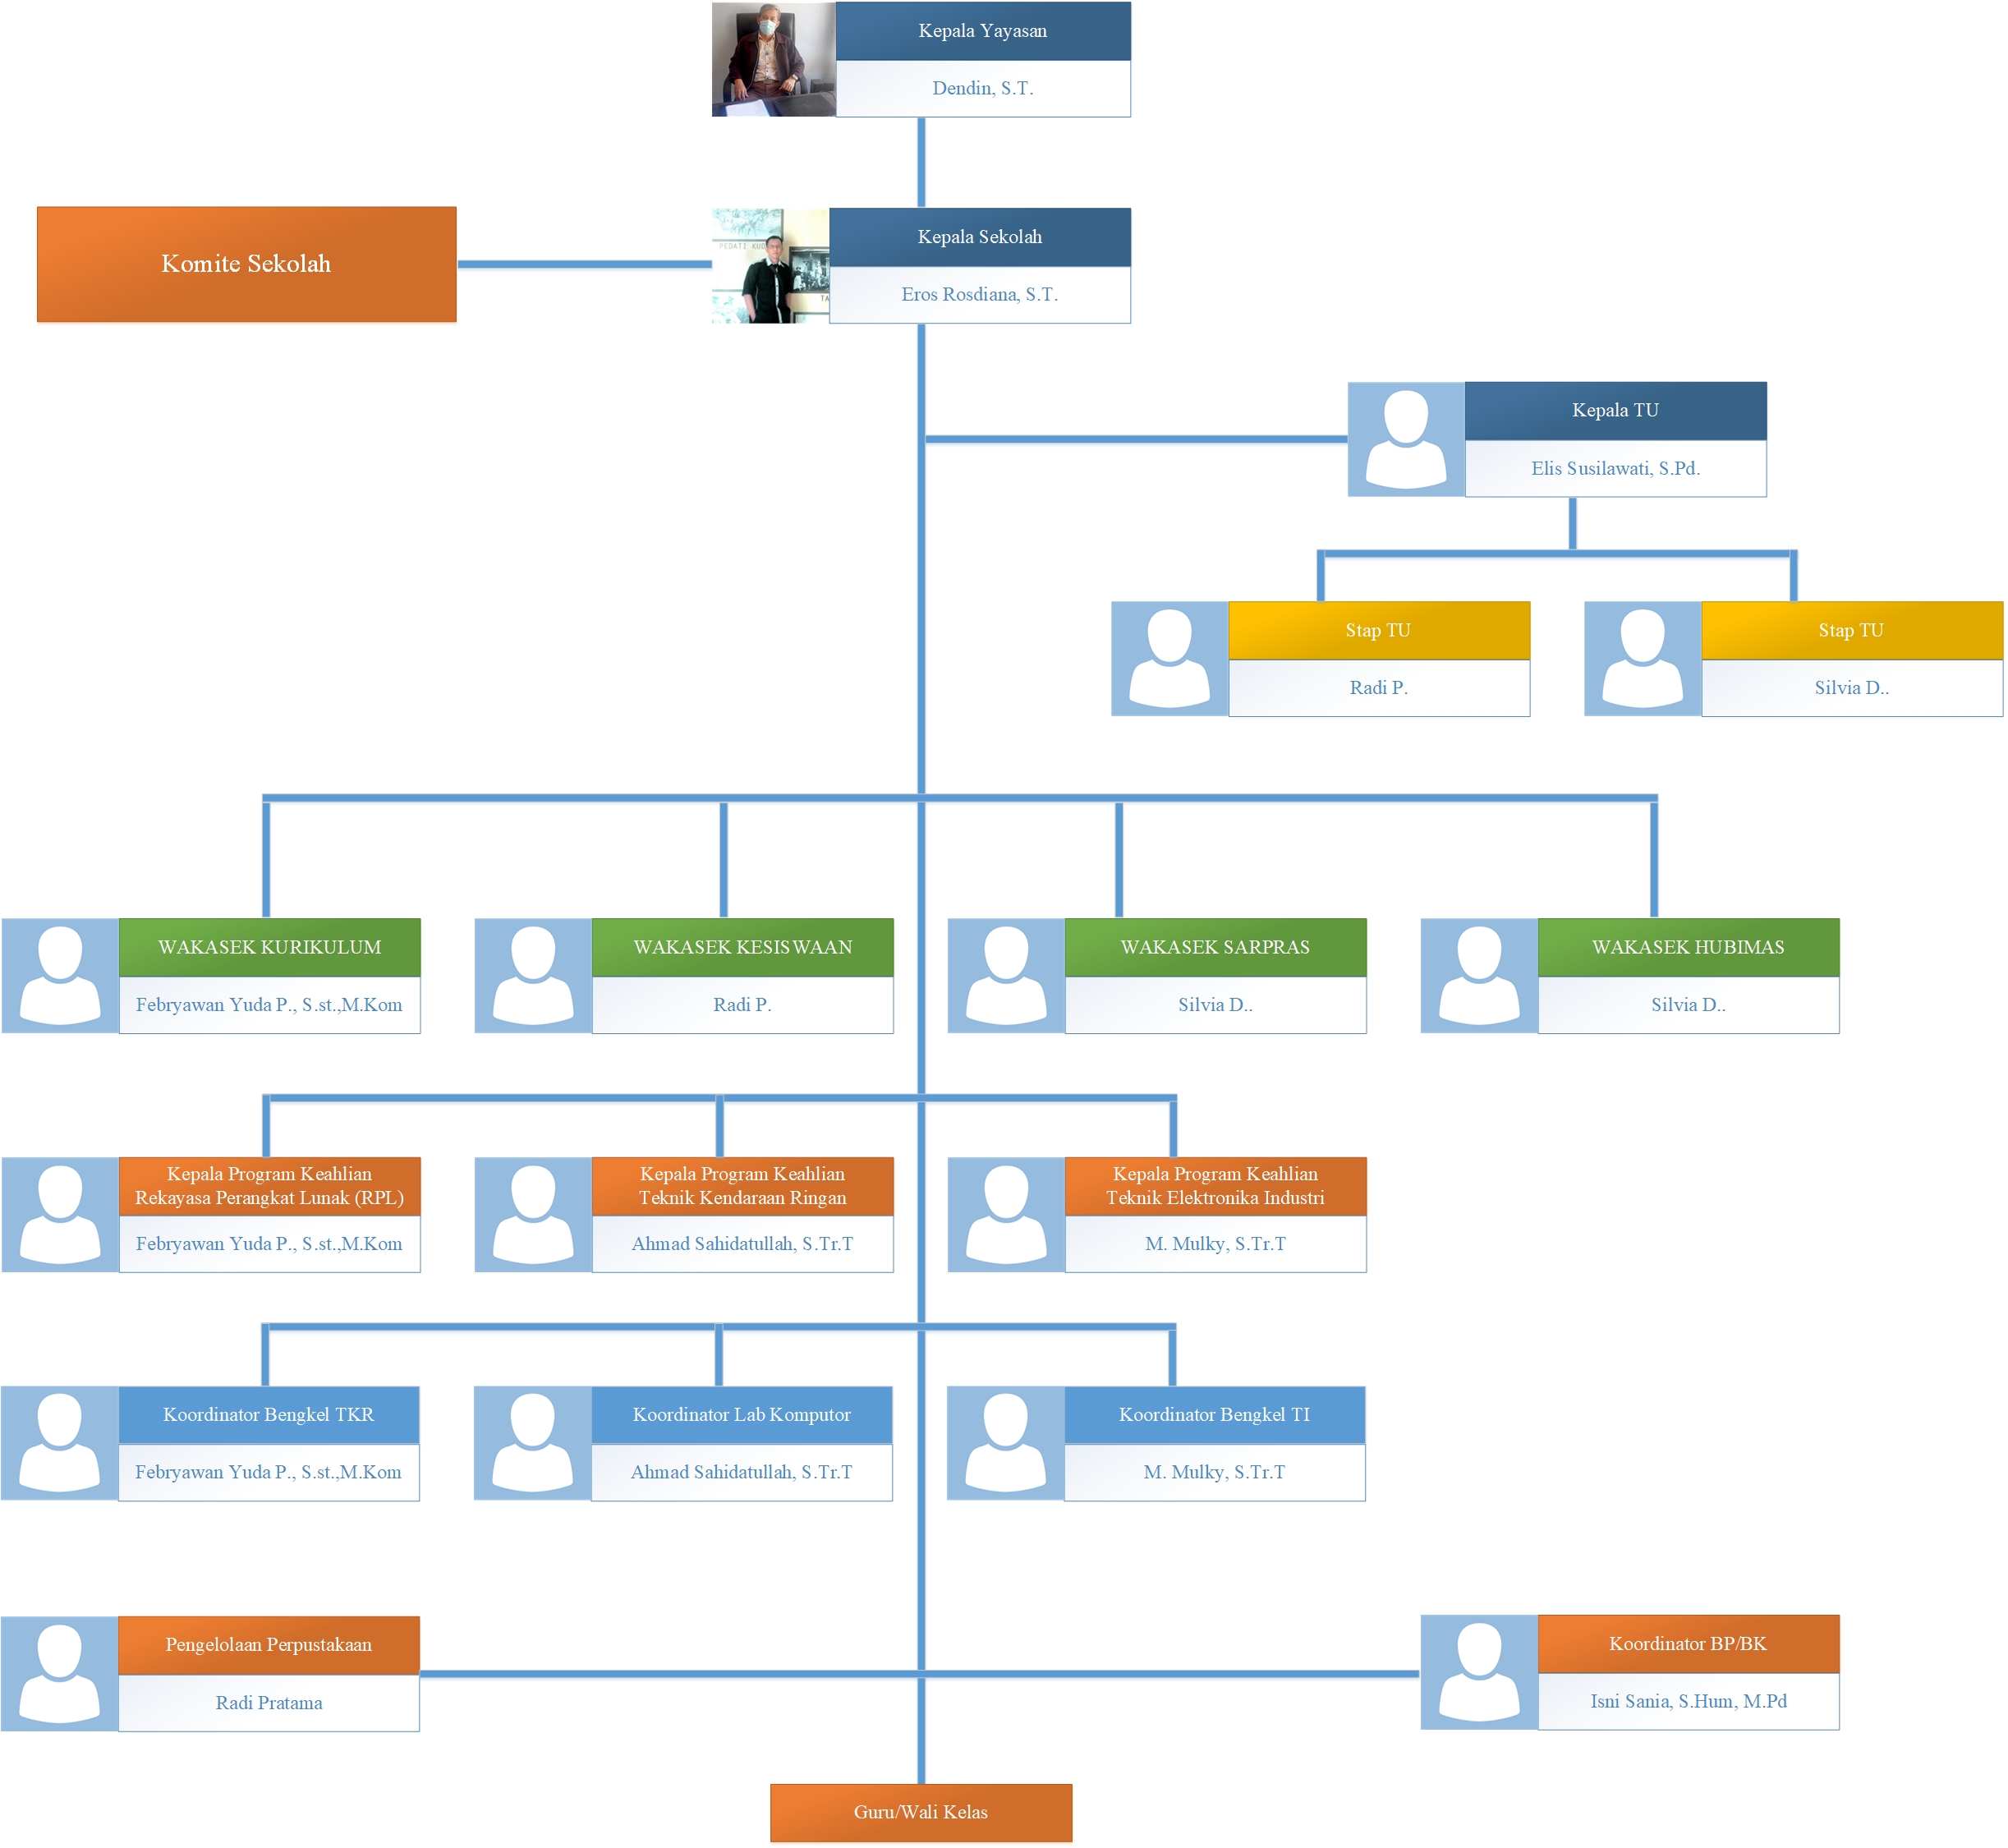 Kepala Yayasan
Dendin, S.T.
Komite Sekolah
PEDATI KUD
TA
Kepala Sekolah
Eros Rosdiana, S.T.
Kepala TU
Elis Susilawati, S.Pd.
Stap TU
Radi P.
Stap TU
Silvia D..
WAKASEK KURIKULUM
Febryawan Yuda P., S.st.,M.Kom
WAKASEK KESISWAAN
Radi P.
WAKASEK SARPRAS
Silvia D..
WAKASEK HUBIMAS
Silvia D..
Kepala Program Keahlian
Rekayasa Perangkat Lunak (RPL)
Febryawan Yuda P., S.st.,M.Kom
Kepala Program Keahlian
Teknik Kendaraan Ringan
Ahmad Sahidatullah, S.Tr.T
Kepala Program Keahlian
Teknik Elektronika Industri
M. Mulky, S.Tr.T
Koordinator Bengkel TKR
Febryawan Yuda P., S.st.,M.Kom
Koordinator Lab Komputor
Ahmad Sahidatullah, S.Tr.T
Koordinator Bengkel TI
M. Mulky, S.Tr.T
Pengelolaan Perpustakaan
Radi Pratama
Koordinator BP/BK
Isni Sania, S.Hum, M.Pd
Guru/Wali Kelas